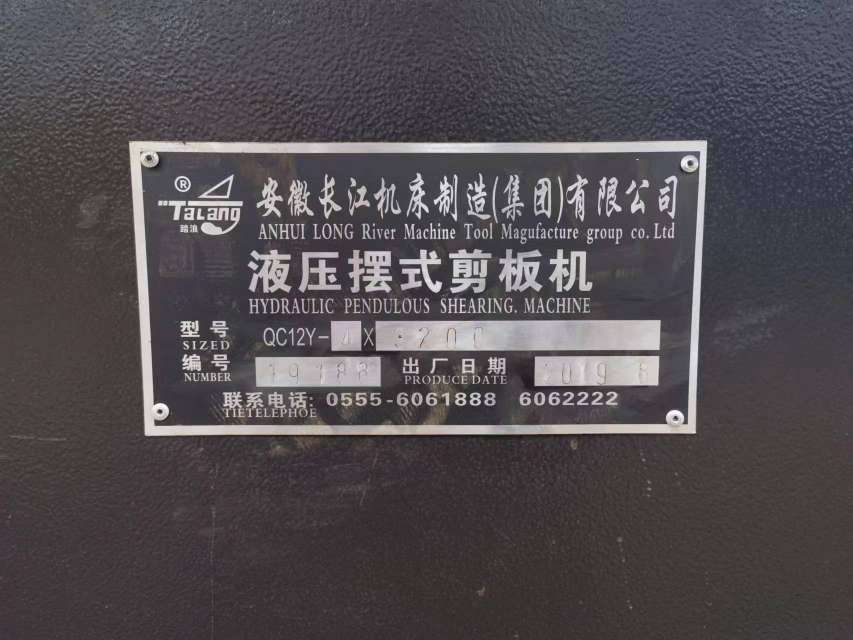 ® Talang 踏浪
安徽长江机床制造(集团)有限公司
ANHUI LONG River Machine Tool Magufacture group co. Ltd
液压摆式剪板机
HYDRAULIC PENDULOUS SHEARING. MACHINE
型号 QC12Y-4X3200
SIZED
编号 出厂日期 2019 8
NUMBER PRODUCE DATE
联系电话: 0555-6061888 6062222
TIETELEPHOE